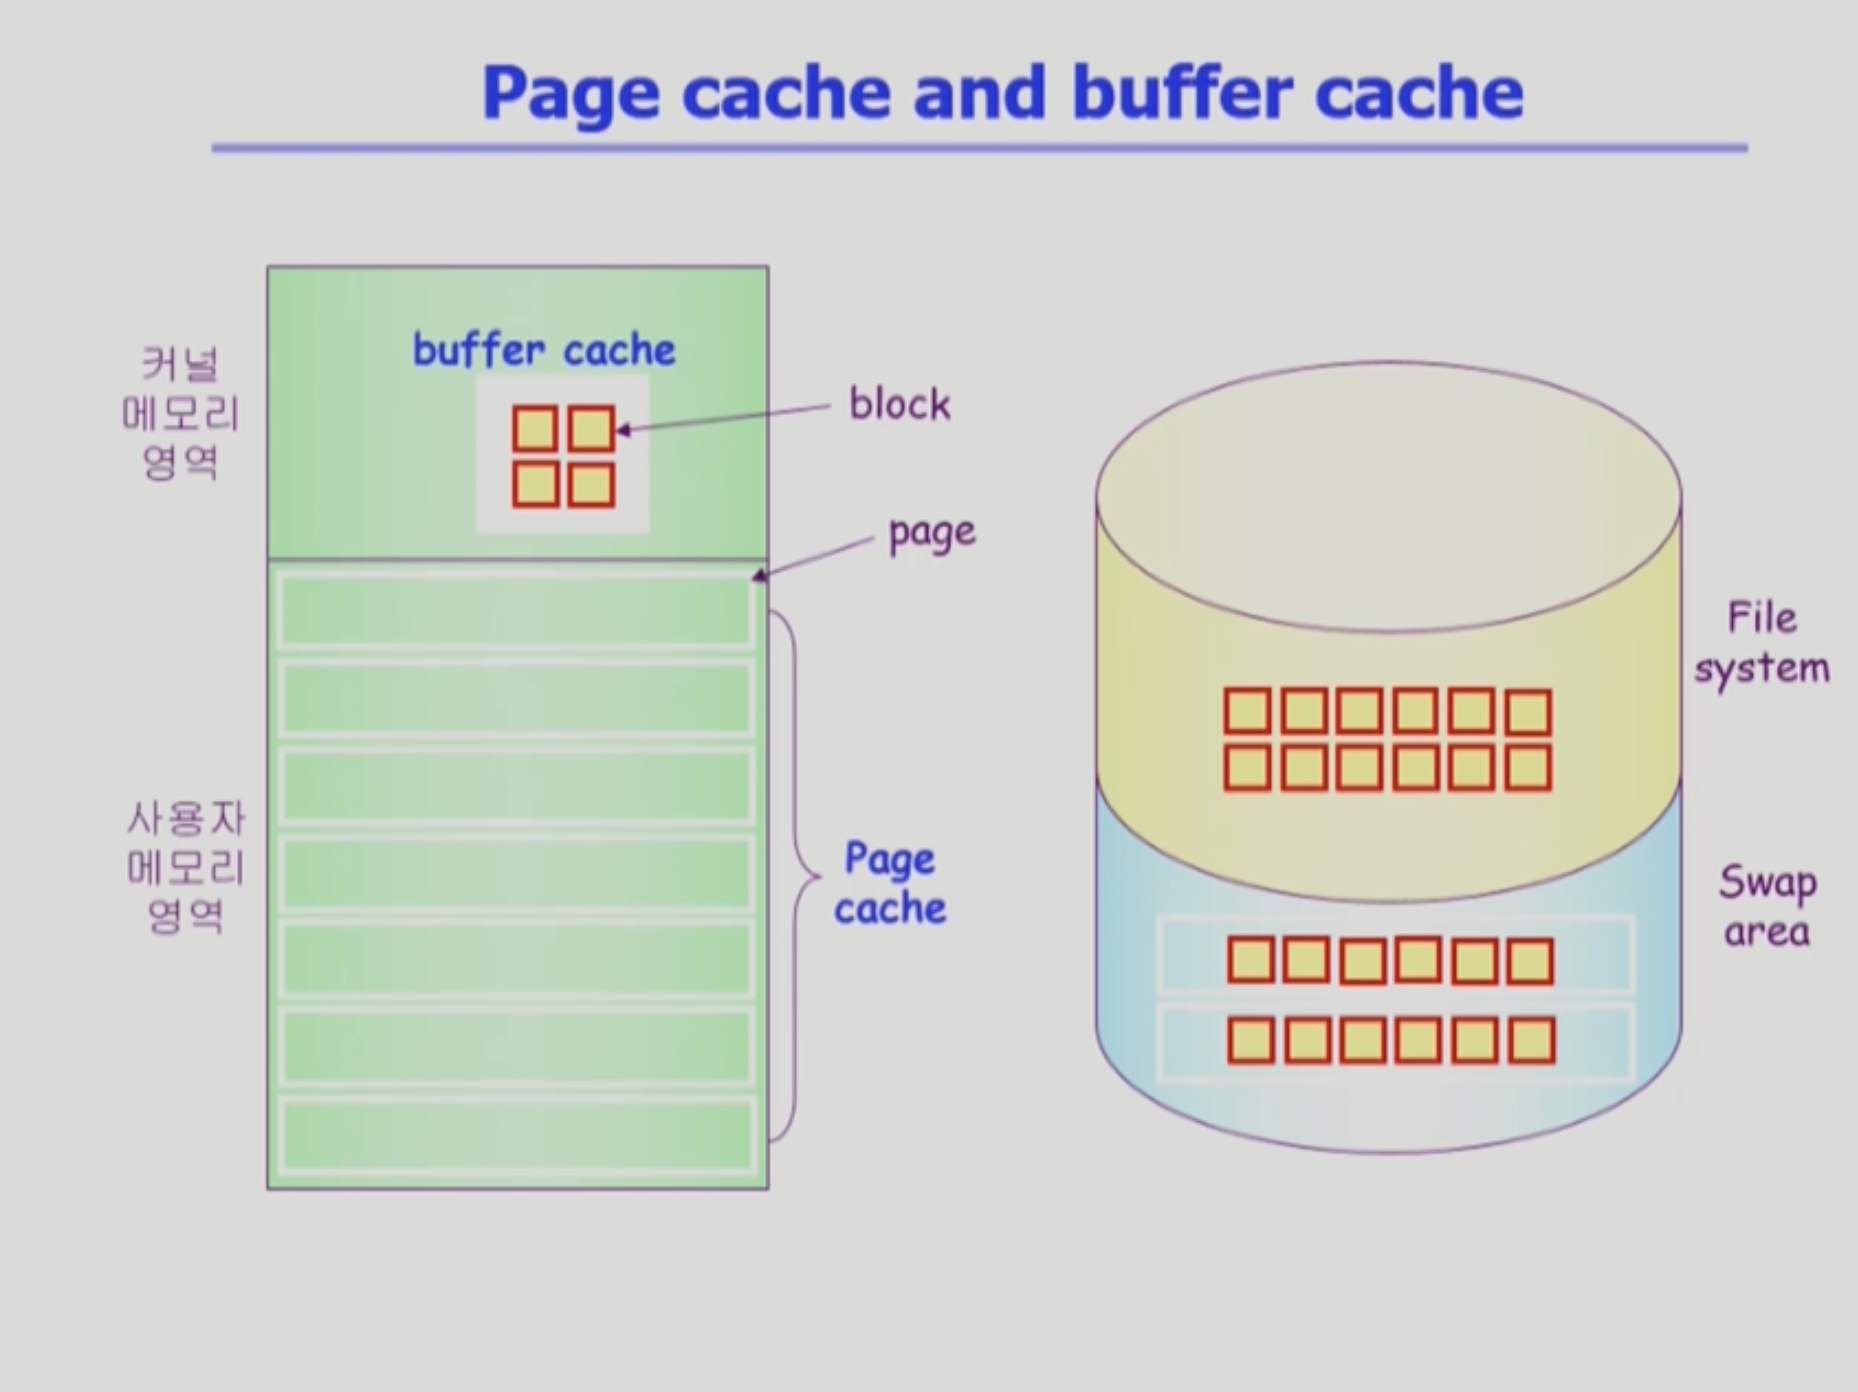 Page cache and buffer cache
커널
메모리
영역
buffer cache
block
page
사용자
메모리
영역
Page
cache
File
system
Swap
area